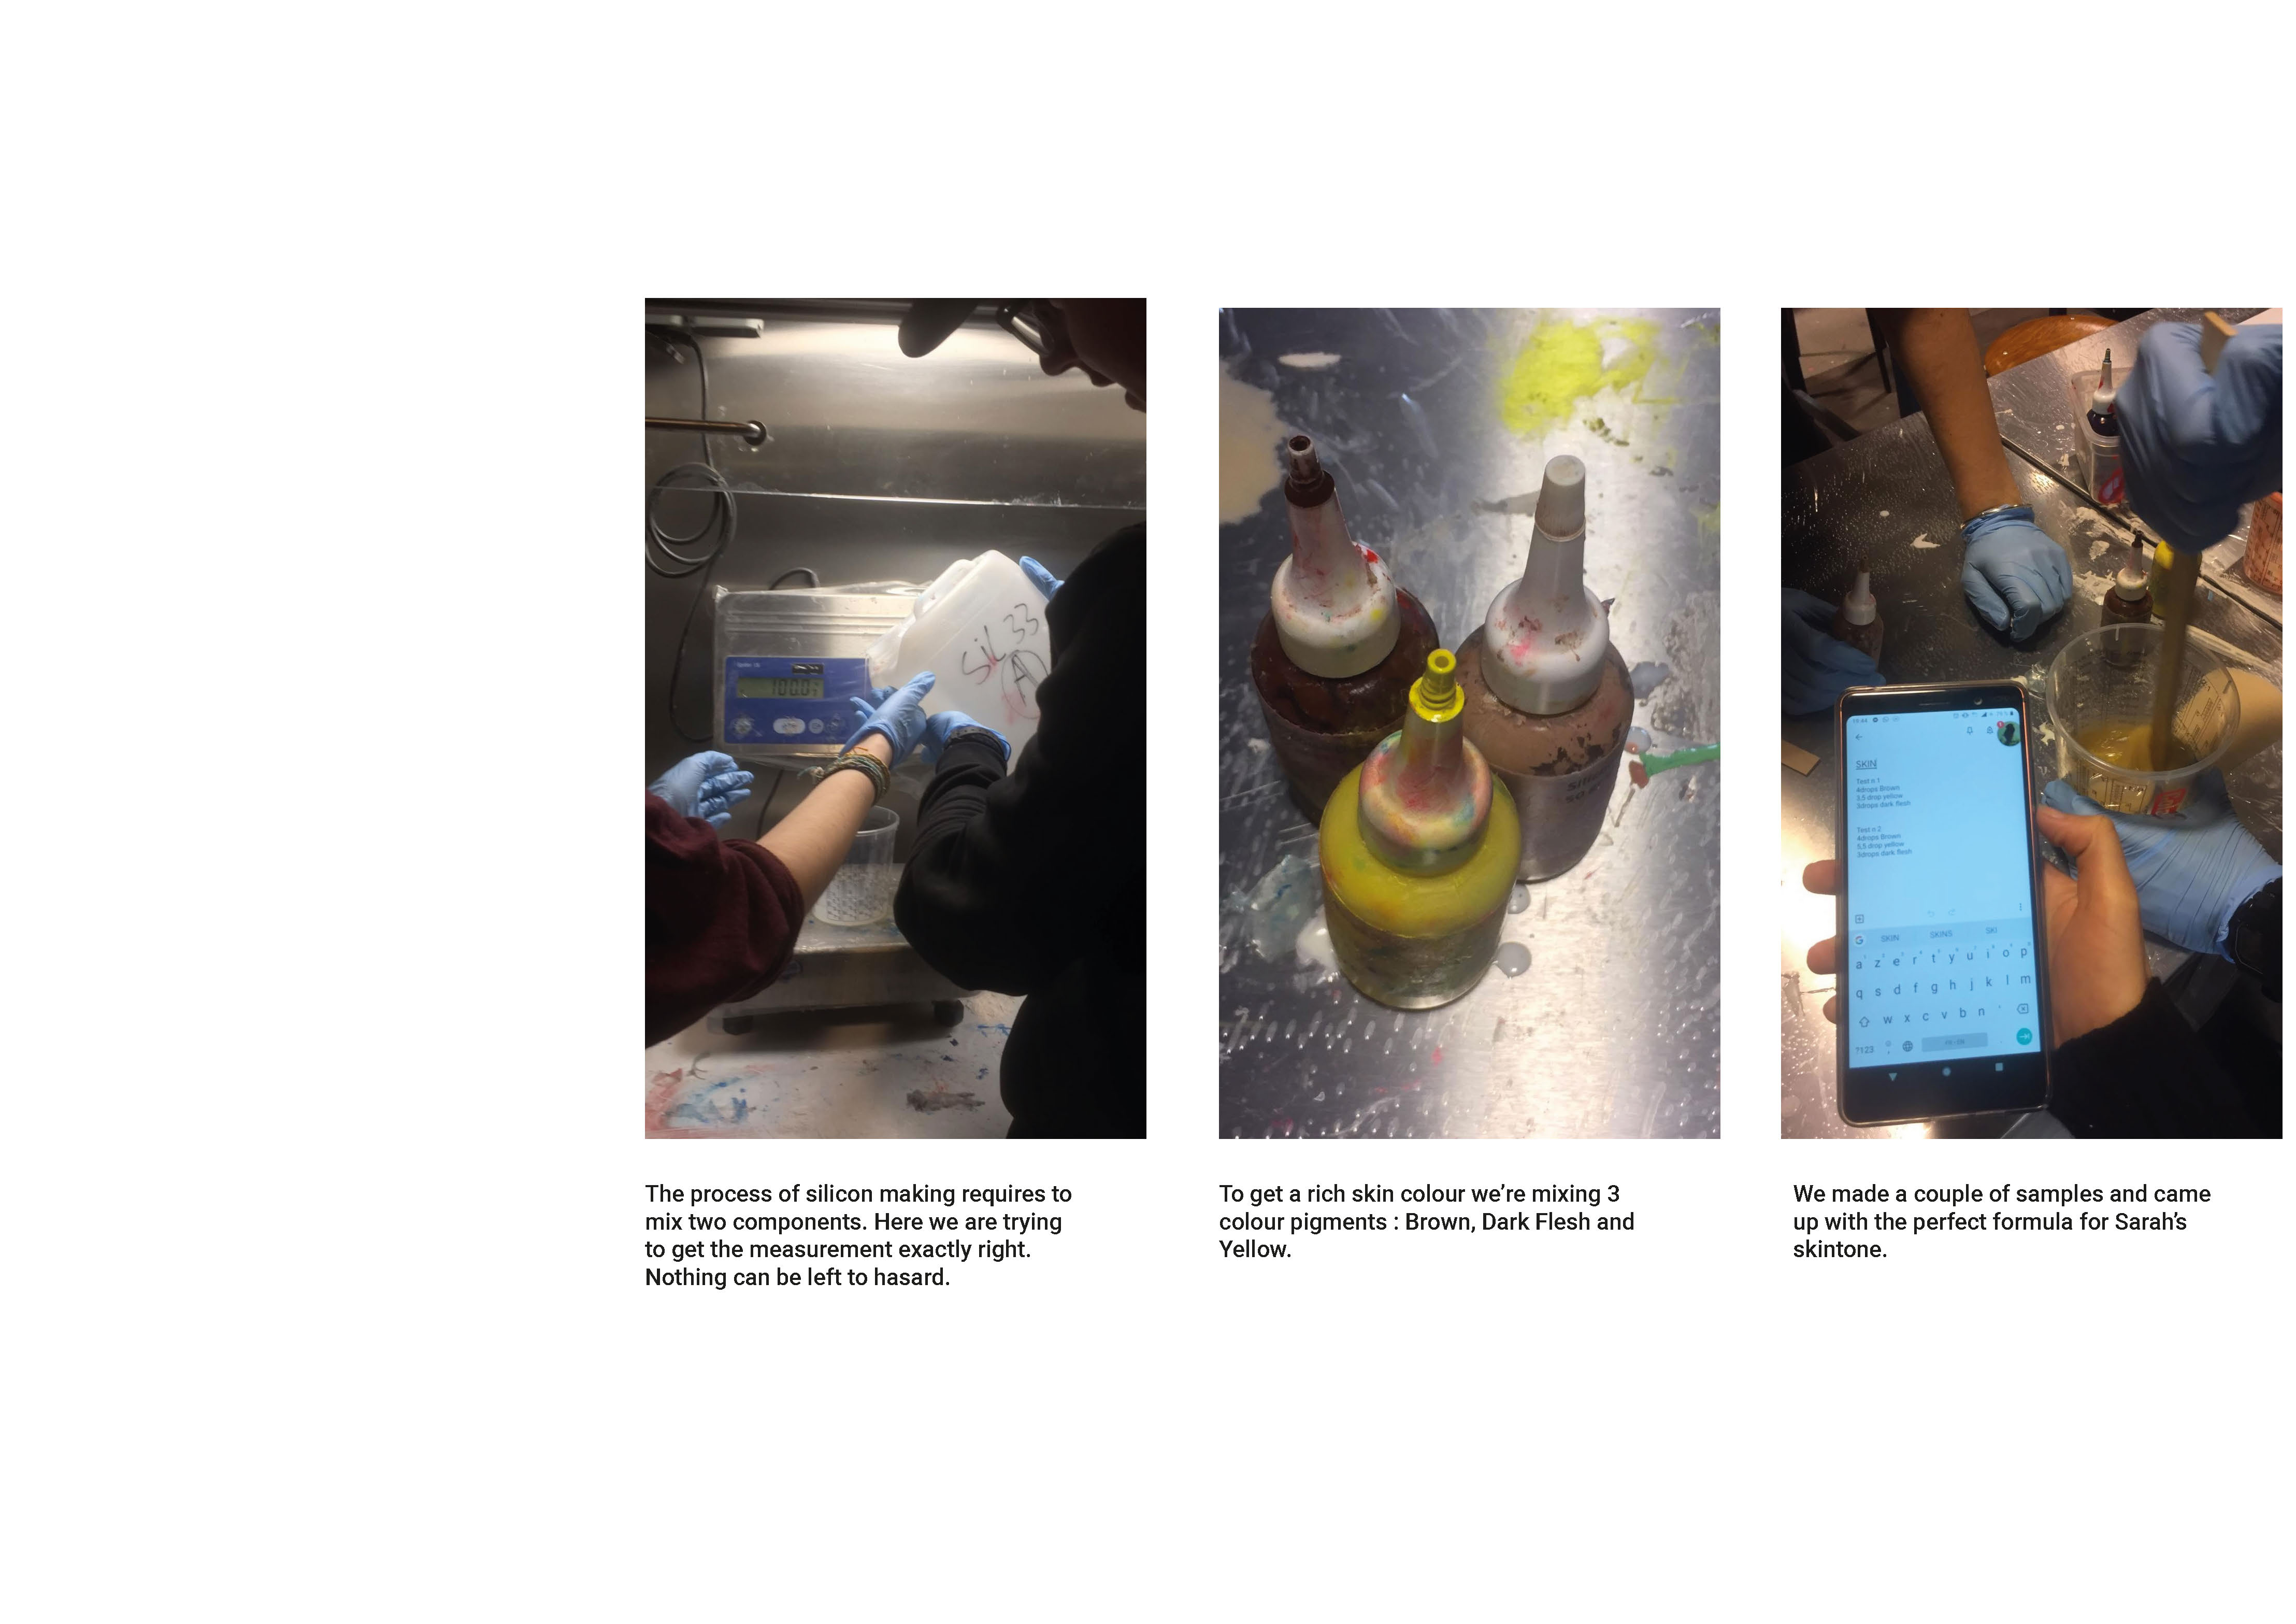 100.0
Sil 33
A
SKIN
Test n 1
4drops Brown
3,5 drop yellow
3drops dark flesh
Test n 2
4drops Brown
5,5 drop yellow
3drops dark flesh
SKIN SKINS SKI
a z e r t y u i o p
q s d f g h j k l m
w x c v b n '
?123
The process of silicon making requires to
mix two components. Here we are trying
to get the measurement exactly right.
Nothing can be left to hasard.
To get a rich skin colour we’re mixing 3
colour pigments : Brown, Dark Flesh and
Yellow.
We made a couple of samples and came
up with the perfect formula for Sarah’s
skintone.